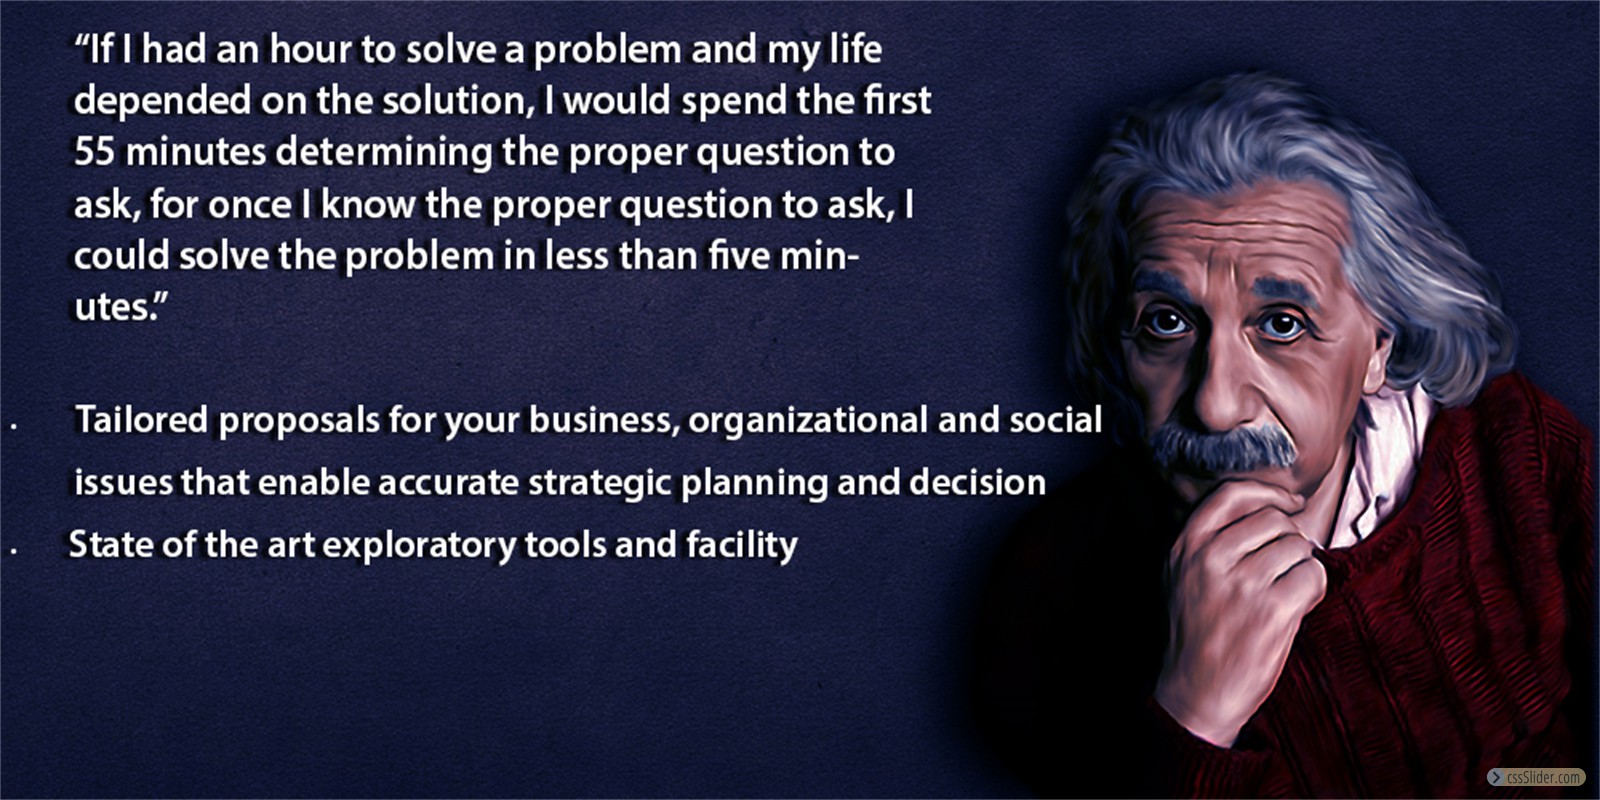 “If I had an hour to solve a problem and my life
depended on the solution, I would spend the first
55 minutes determining the proper question to
ask, for once I know the proper question to ask, I
could solve the problem in less than five min-
utes.”
. Tailored proposals for your business, organizational and social
issues that enable accurate strategic planning and decision
. State of the art exploratory tools and facility
cssSlider.com